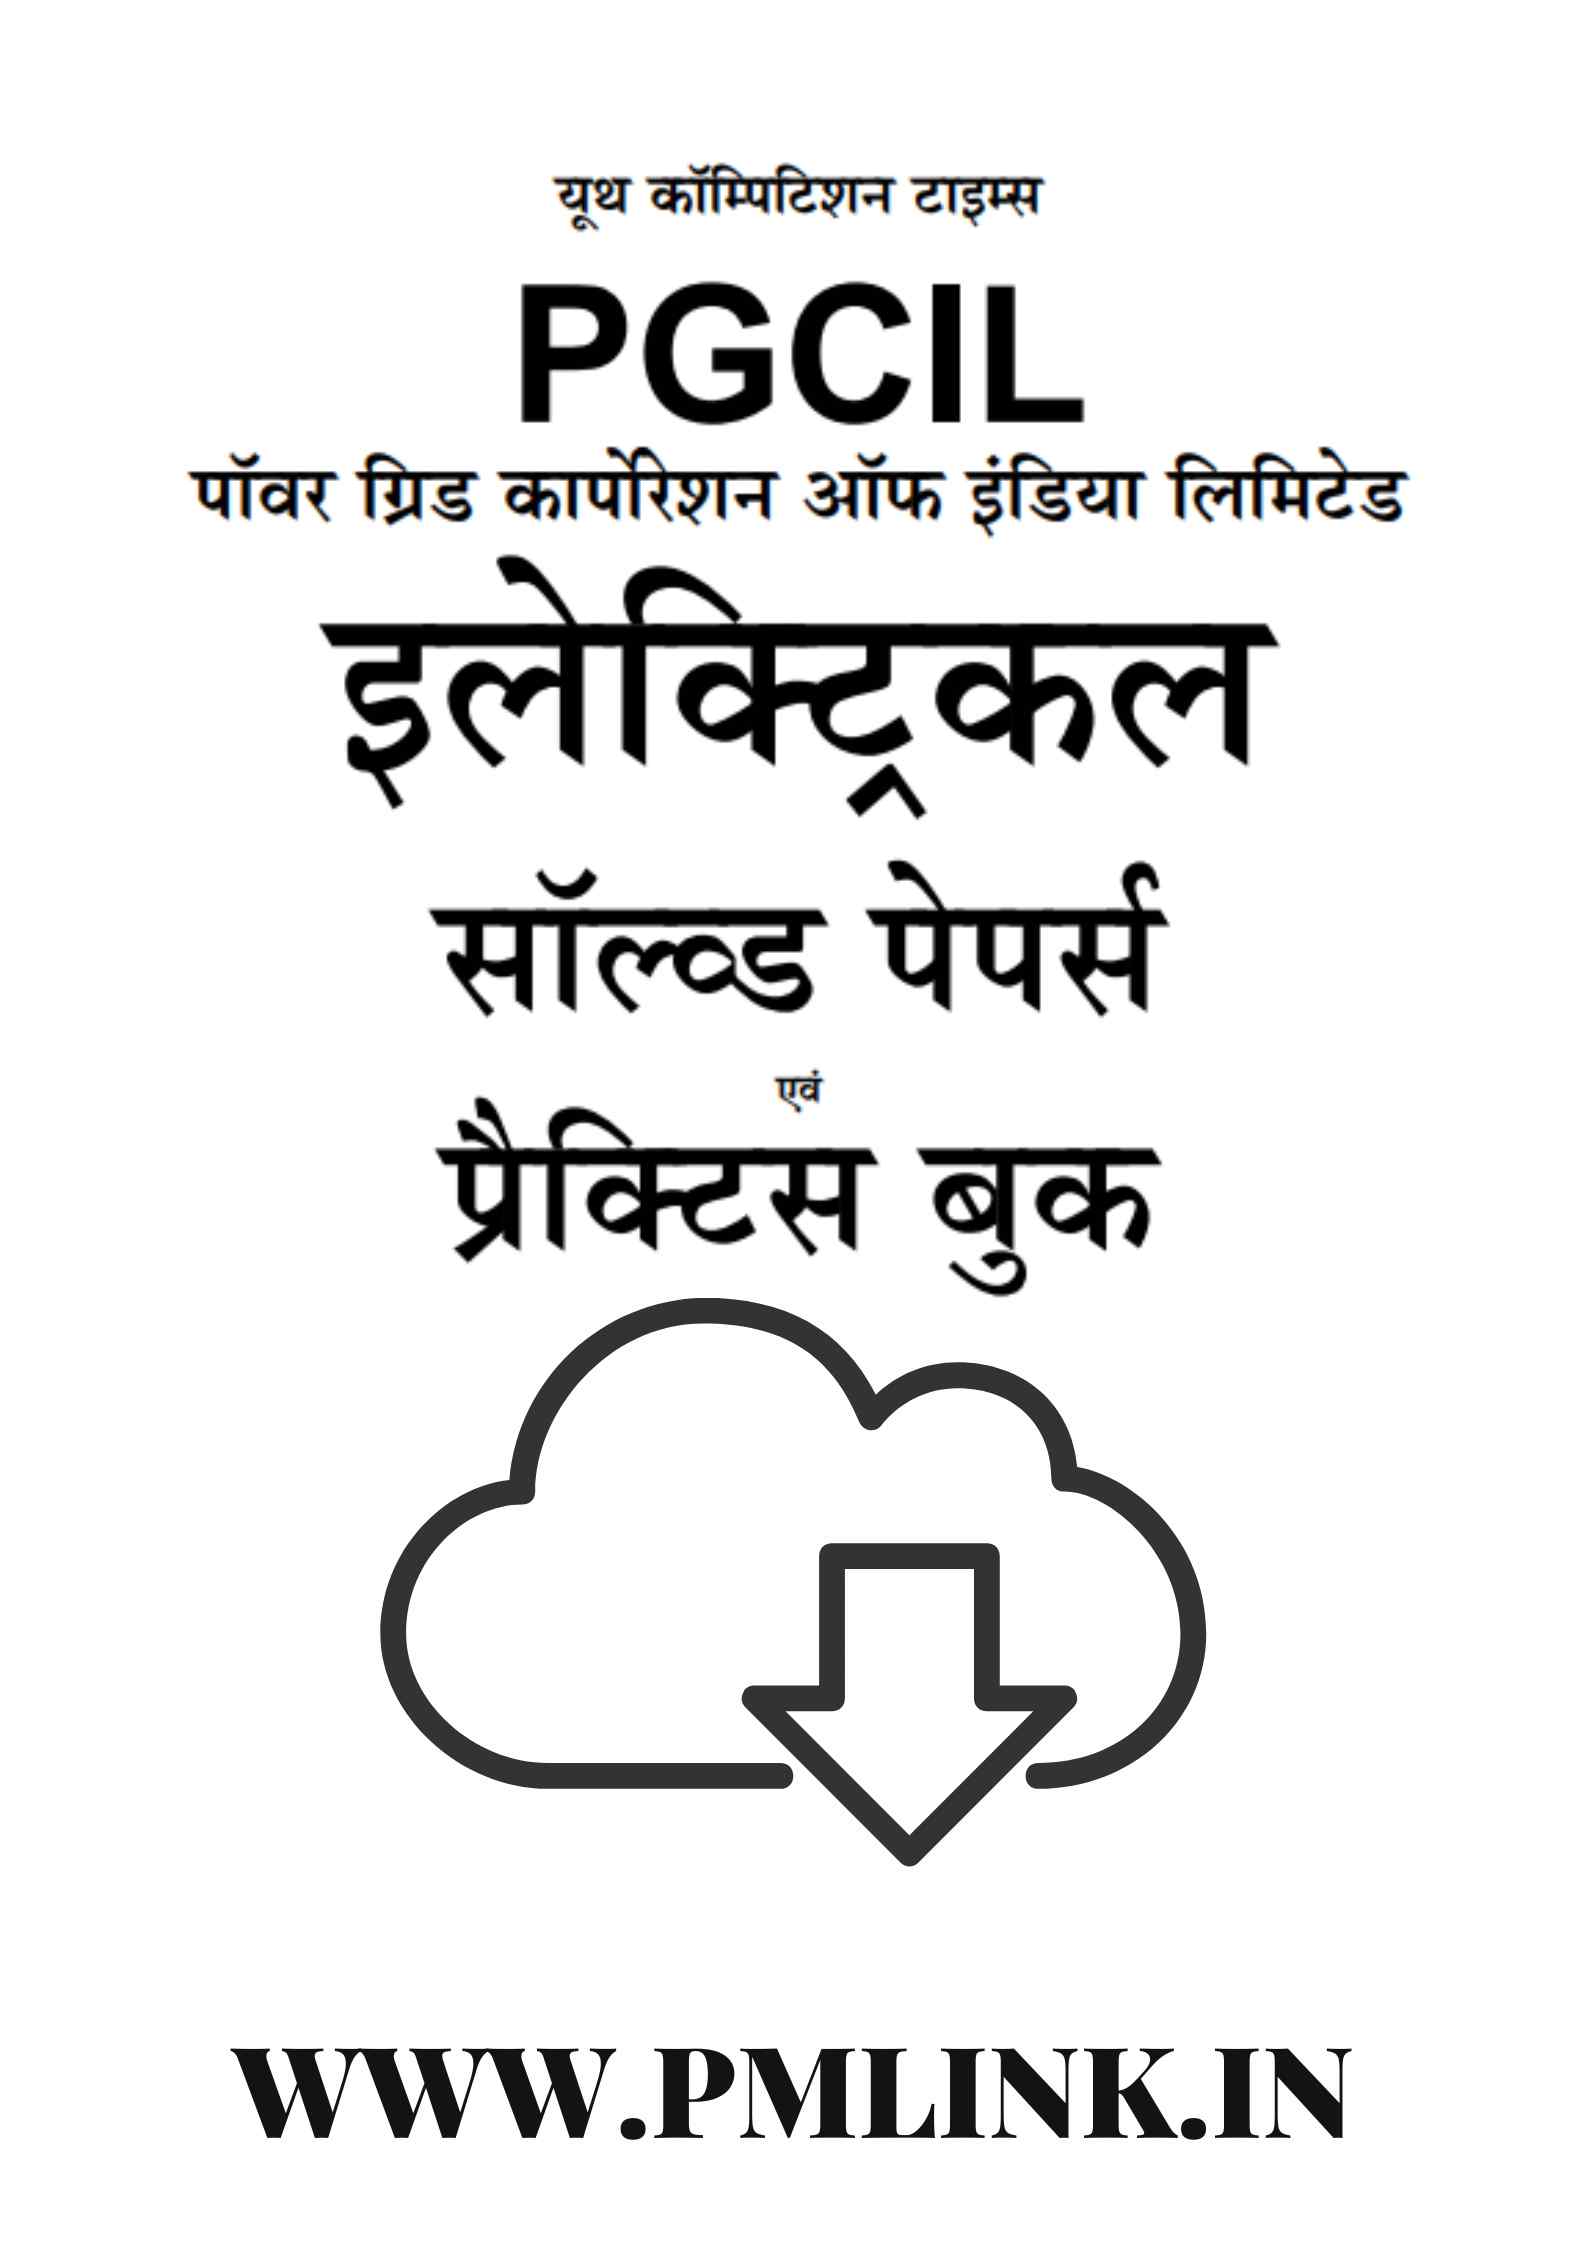 यूथ कॉम्पिटिशन टाइम्स
PGCIL
पॉवर ग्रिड कार्पोरेशन ऑफ इंडिया लिमिटेड
इलेक्ट्रिकल
सॉल्व्ड पेपर्स
एवं
प्रैक्टिस बुक
WWW.PMLINK.IN